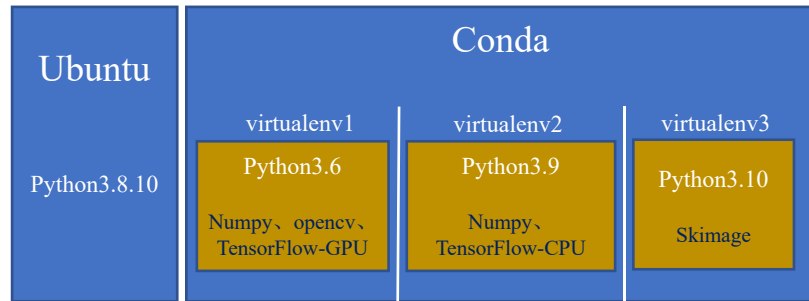 Ubuntu
Python3.8.10
Conda
virtualenv1
Python3.6
Numpy、opencv、
TensorFlow-GPU
virtualenv2
Python3.9
Numpy、
TensorFlow-CPU
virtualenv3
Python3.10
Skimage